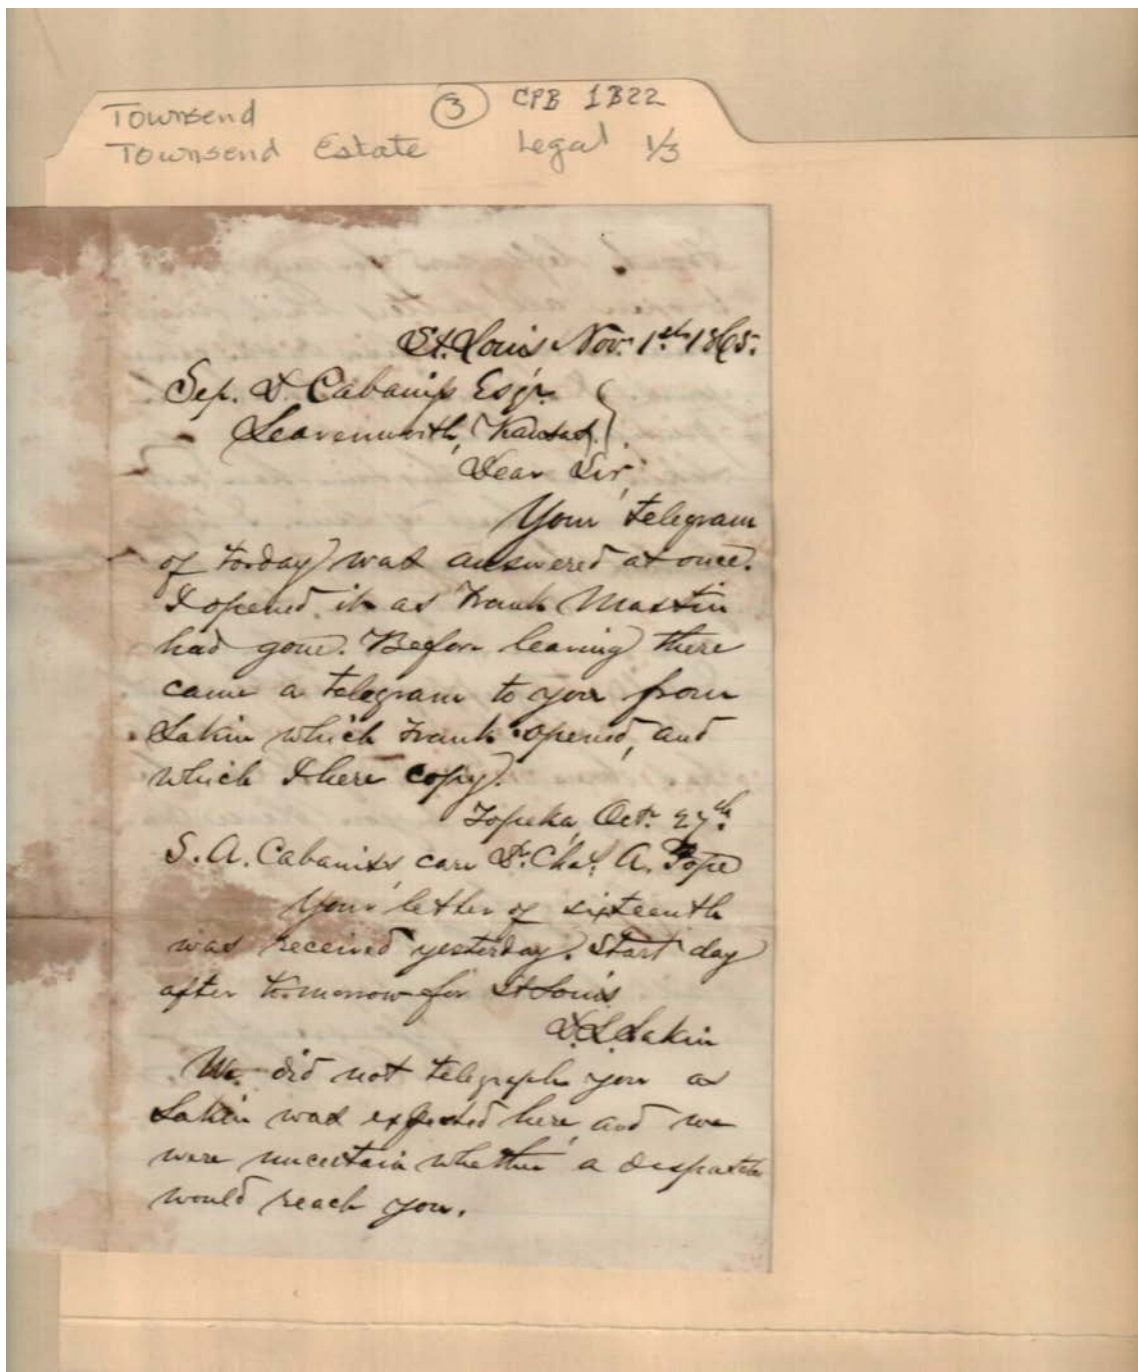 Townsend ③ CPB 1B22
Townsend Estate Legal 1/3
St. Louis Nov. 1st 1865.
Sep. D. Cabaniss Esqr.
Leavenworth, Kansas.
Dear Sir,
Your telegram
of to-day was answered at once.
I opened it as Frank Mastin
had gone. Before leaving there
came a telegram to you from
Lakin which Frank opened, and
which I here copy.
Topeka, Oct. 27th.
S. A. Cabaniss, care Dr. Chas. A. Pope
Your letter of sixteenth
was received yesterday. Start day
after tomorrow for St Louis
D. L. Lakin
We did not telegraph you as
Lakin was expected here, and we
were uncertain whether a despatch
would reach you.